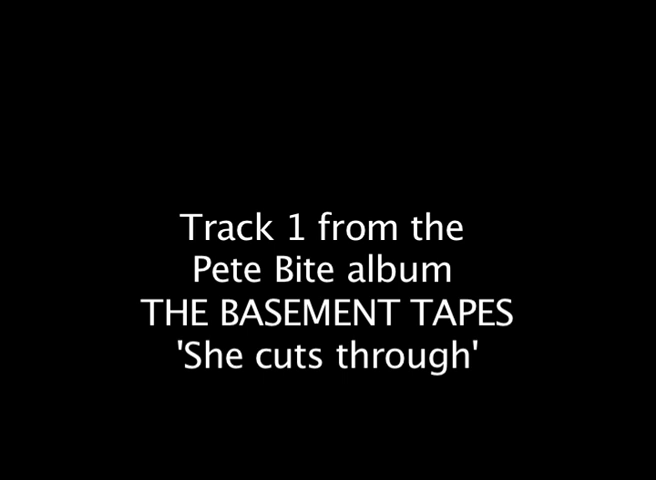 Track 1 from the
Pete Bite album
THE BASEMENT TAPES
'She cuts through'